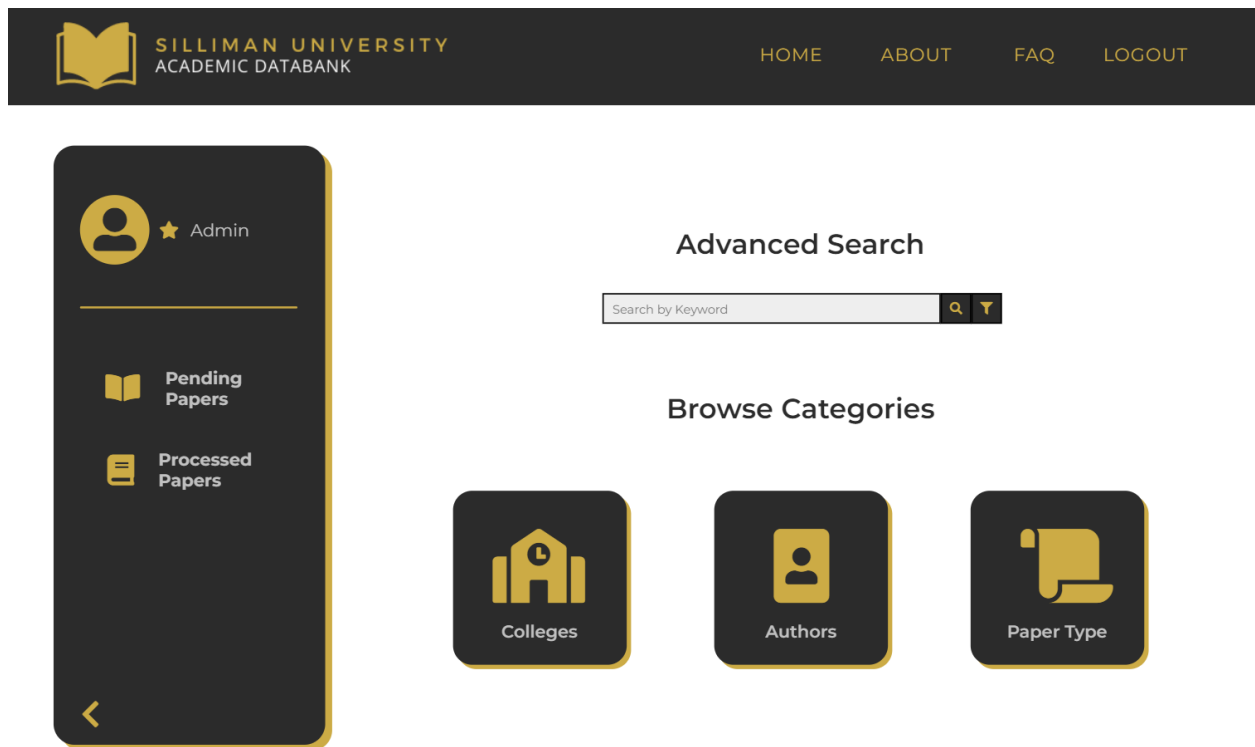 SILLIMAN UNIVERSITY
ACADEMIC DATABANK
HOME ABOUT FAQ LOGOUT
Admin
Pending
Papers
Processed
Papers
Advanced Search
Search by Keyword
Browse Categories
Colleges
Authors
Paper Type